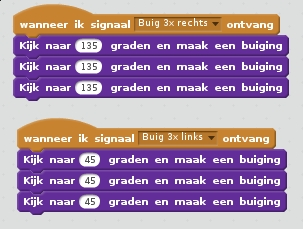 wanneer ik signaal Buig 3x rechts ontvang
Kijk naar 135 graden en maak een buiging
Kijk naar 135 graden en maak een buiging
Kijk naar 135 graden en maak een buiging
wanneer ik signaal Buig 3x links ontvang
Kijk naar 45 graden en maak een buiging
Kijk naar 45 graden en maak een buiging
Kijk naar 45 graden en maak een buiging